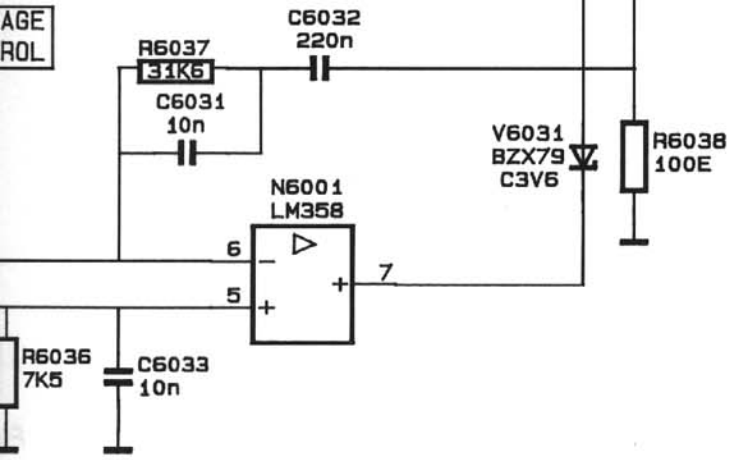 AGE
ROL
C6032
220n
R6037
31K6
C6031
10n
V6031
BZX79
C3V6
R6038
100E
N6001
LM358
6
-
+
7
5
+
R6036
7K5
C6033
10n